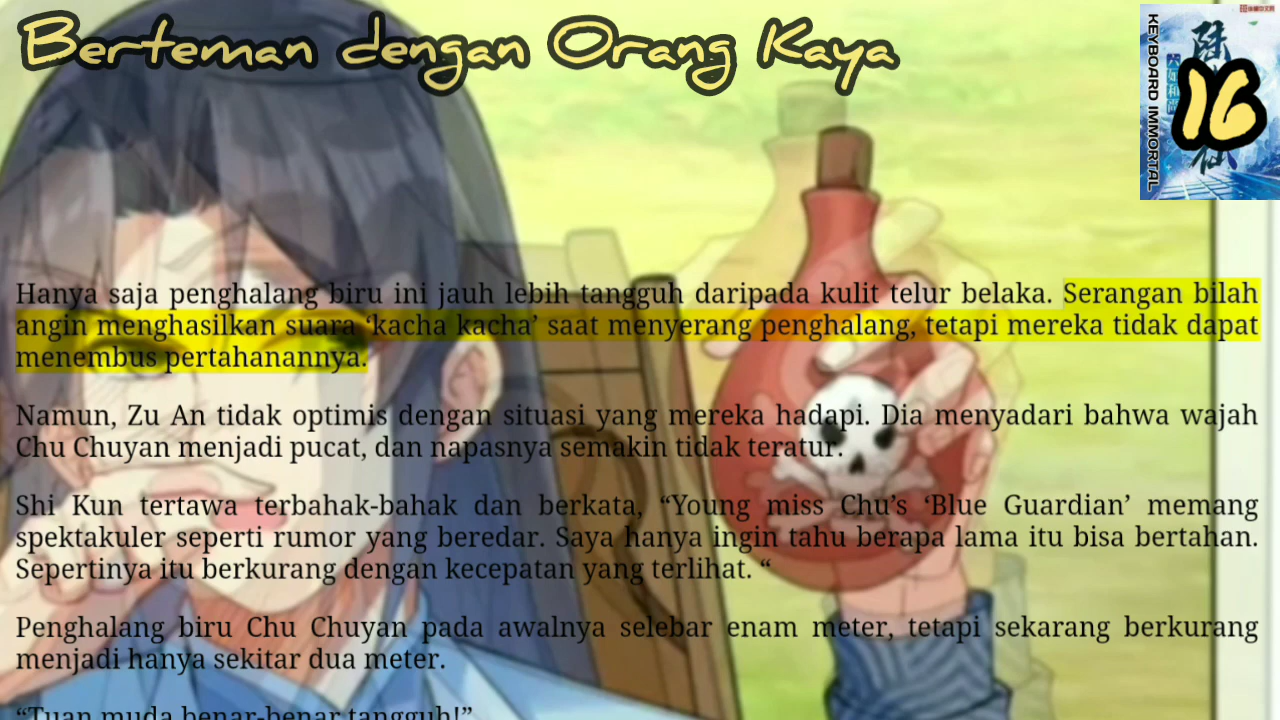 Berteman dengan Orang Kaya
KEYBOARD IMMORTAL
16
Hanya saja penghalang biru ini jauh lebih tangguh daripada kulit telur belaka. Serangan bilah
angin menghasilkan suara ‘kacha kacha’ saat menyerang penghalang, tetapi mereka tidak dapat
menembus pertahanannya.
Namun, Zu An tidak optimis dengan situasi yang mereka hadapi. Dia menyadari bahwa wajah
Chu Chuyan menjadi pucat, dan napasnya semakin tidak teratur.
Shi Kun tertawa terbahak-bahak dan berkata, “Young miss Chu’s ‘Blue Guardian’ memang
spektakuler seperti rumor yang beredar. Saya hanya ingin tahu berapa lama itu bisa bertahan.
Sepertinya itu berkurang dengan kecepatan yang terlihat. “
Penghalang biru Chu Chuyan pada awalnya selebar enam meter, tetapi sekarang berkurang
menjadi hanya sekitar dua meter.
“Tuan muda benar-benar tangguh!”